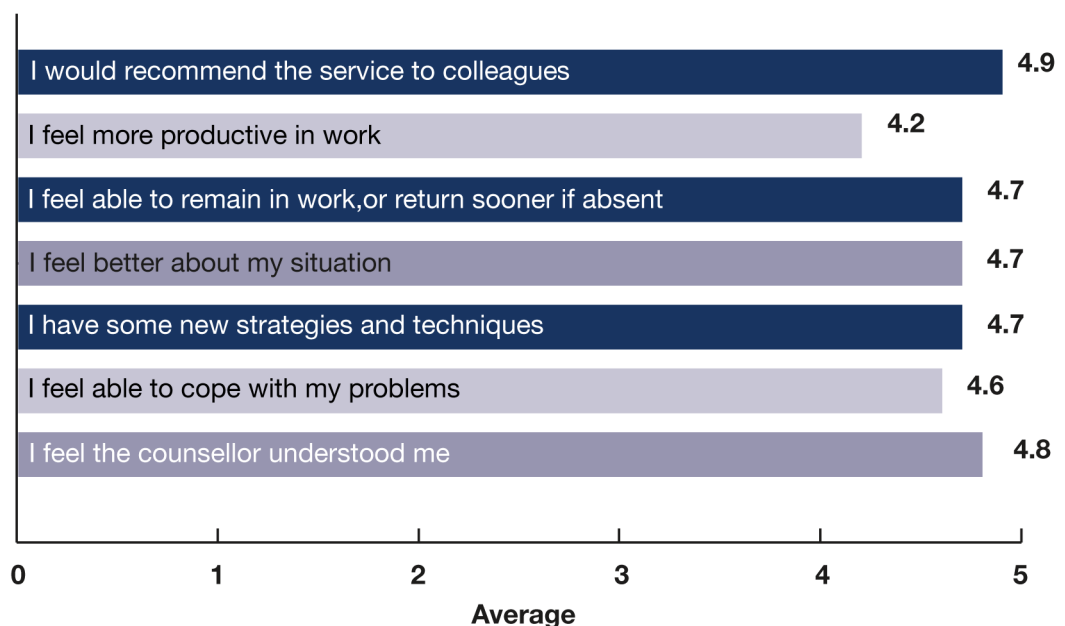 I would recommend the service to colleagues 4.9
I feel more productive in work 4.2
I feel able to remain in work,or return sooner if absent 4.7
I feel better about my situation 4.7
I have some new strategies and techniques 4.7
I feel able to cope with my problems 4.6
I feel the counsellor understood me 4.8
0 1 2 3 4 5
Average